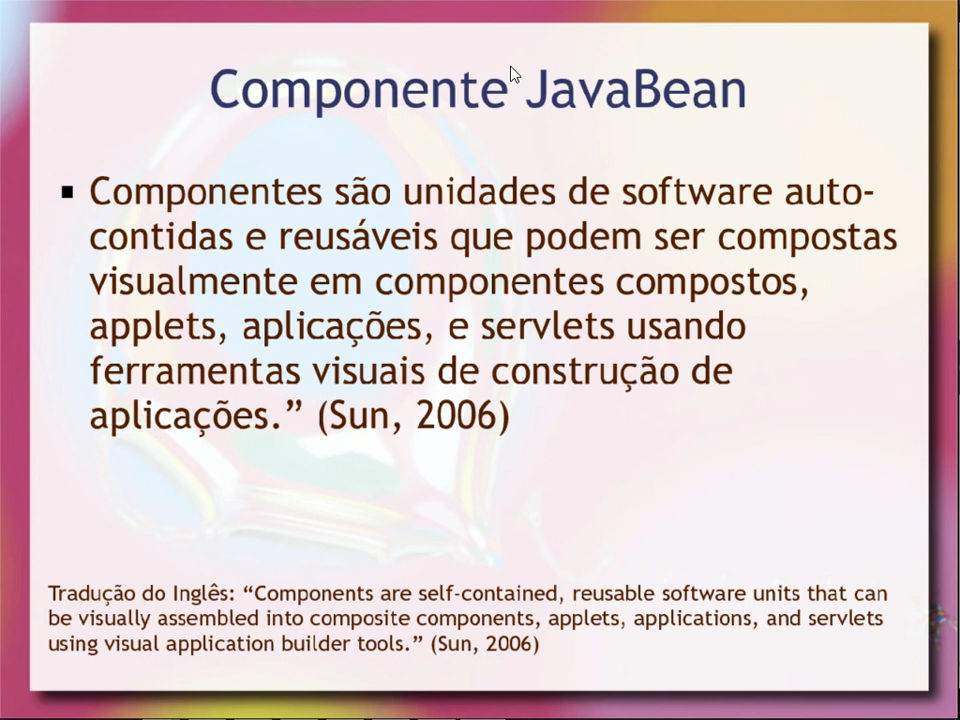 Componente JavaBean
Componentes são unidades de software auto-
contidas e reusáveis que podem ser compostas
visualmente em componentes compostos,
applets, aplicações, e servlets usando
ferramentas visuais de construção de
aplicações.” (Sun, 2006)
Tradução do Inglês: “Components are self-contained, reusable software units that can
be visually assembled into composite components, applets, applications, and servlets
using visual application builder tools.” (Sun, 2006)